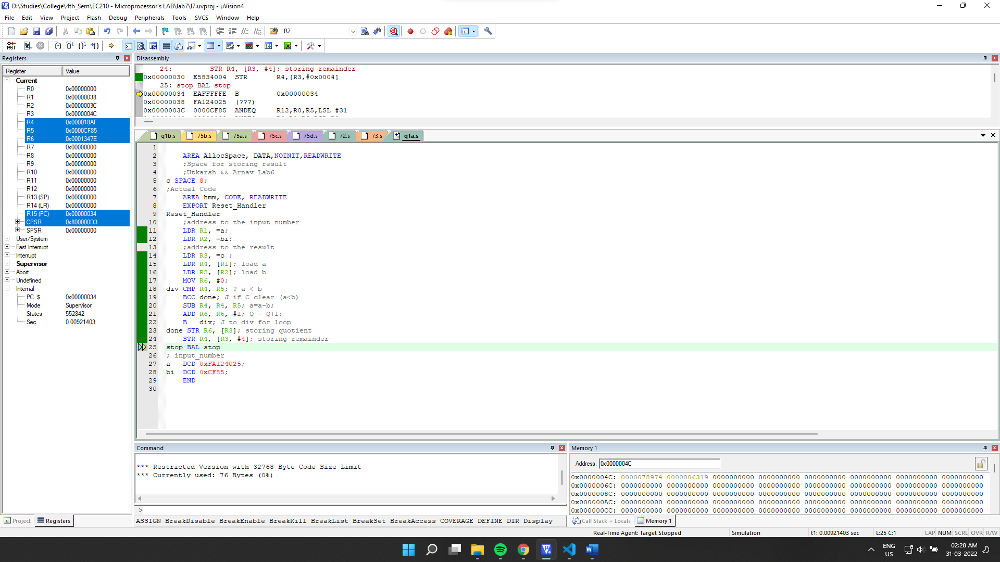 D:\Studies\College\4th_Sem\EC210 - Microprocessor's LAB\lab7\l7.uvproj - µVision4
File Edit View Project Flash Debug Peripherals Tools SVCS Window Help
R7
Registers
Register Value
Current
R0 0x00000000
R1 0x00000038
R2 0x0000003C
R3 0x0000004C
R4 0x000018AF
R5 0x0000CF85
R6 0x0001347E
R7 0x00000000
R8 0x00000000
R9 0x00000000
R10 0x00000000
R11 0x00000000
R12 0x00000000
R13 (SP) 0x00000000
R14 (LR) 0x00000000
R15 (PC) 0x00000034
CPSR 0x800000D3
SPSR 0x00000000
User/System
Fast Interrupt
Interrupt
Supervisor
Abort
Undefined
Internal
PC $ 0x00000034
Mode Supervisor
States 552842
Sec 0.00921403
Project Registers
Disassembly
24: STR R4, [R3, #4]; storing remainder
0x00000030 E5834004 STR R4,[R3,#0x0004]
25: stop BAL stop
0x00000034 EAFFFFFE B 0x00000034
0x00000038 FA124025 (???)
0x0000003C 0000CF85 ANDEQ R12,R0,R5,LSL #31
q1b.s 75b.s 75a.s 75c.s 75d.s 72.s 73.s q1a.s
1
2 AREA AllocSpace, DATA,NOINIT,READWRITE
3 ;Space for storing result
4 ;Utkarsh && Arnav Lab6
5 c SPACE 8;
6 ;Actual Code
7 AREA hmm, CODE, READWRITE
8 EXPORT Reset_Handler
9 Reset_Handler
10 ;address to the input number
11 LDR R1, =a;
12 LDR R2, =bi;
13 ;address to the result
14 LDR R3, =c ;
15 LDR R4, [R1]; load a
16 LDR R5, [R2]; load b
17 MOV R6, #0;
18 div CMP R4, R5; ? a < b
19 BCC done; J if C clear (a<b)
20 SUB R4, R4, R5; a=a-b;
21 ADD R6, R6, #1; Q = Q+1;
22 B div; J to div for loop
23 done STR R6, [R3]; storing quotient
24 STR R4, [R3, #4]; storing remainder
25 stop BAL stop
26 ; input_number
27 a DCD 0xFA124025;
28 bi DCD 0xCF85;
29 END
30
Command
*** Restricted Version with 32768 Byte Code Size Limit
*** Currently used: 76 Bytes (0%)
>
ASSIGN BreakDisable BreakEnable BreakKill BreakList BreakSet BreakAccess COVERAGE DEFINE DIR Display
Memory 1
Address: 0x0000004C
0x0000004C: 0000078974 0000006319 0000000000 0000000000 0000000000 0000000000 0000000000 0000000000
0x0000006C: 0000000000 0000000000 0000000000 0000000000 0000000000 0000000000 0000000000 0000000000
0x0000008C: 0000000000 0000000000 0000000000 0000000000 0000000000 0000000000 0000000000 0000000000
0x000000AC: 0000000000 0000000000 0000000000 0000000000 0000000000 0000000000 0000000000 0000000000
0x000000CC: 0000000000 0000000000 0000000000 0000000000 0000000000 0000000000 0000000000 0000000000
Call Stack + Locals Memory 1
Real-Time Agent: Target Stopped Simulation t1: 0.00921403 sec L:25 C:1 CAP NUM SCRL OVR R/W
ENG
US
02:28 AM
31-03-2022